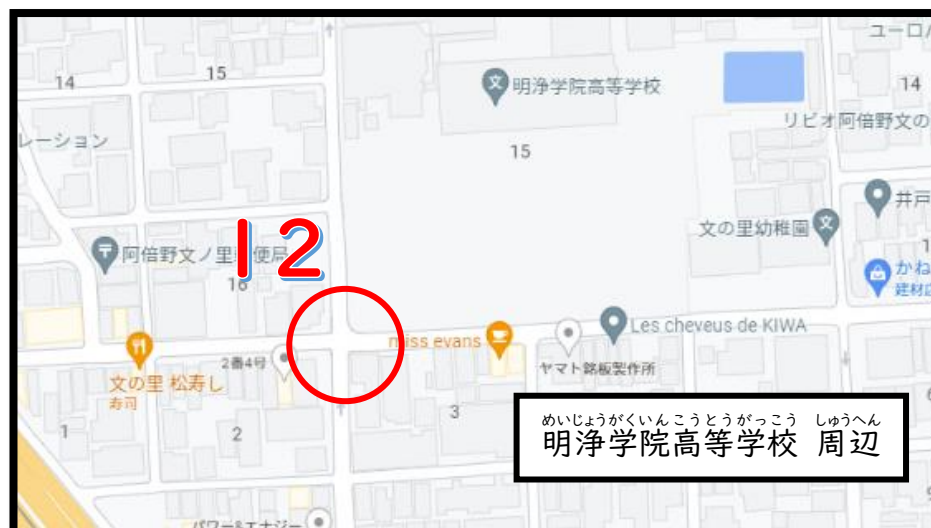 ユーロ
14
15
明浄学院高等学校
14
リビオ阿倍野文の
レーション
15
井戸
文の里幼稚園
12
阿倍野文ノ里 便局
16
かね
建材店
Les cheveus de KIWA
miss evans
2番4号
ヤマト銘板製作所
文の里 松寿し
寿司
1
2
3
めいじょうがくいんこうとうがっこう しゅうへん
明浄学院高等学校 周辺
パワー&エナジー